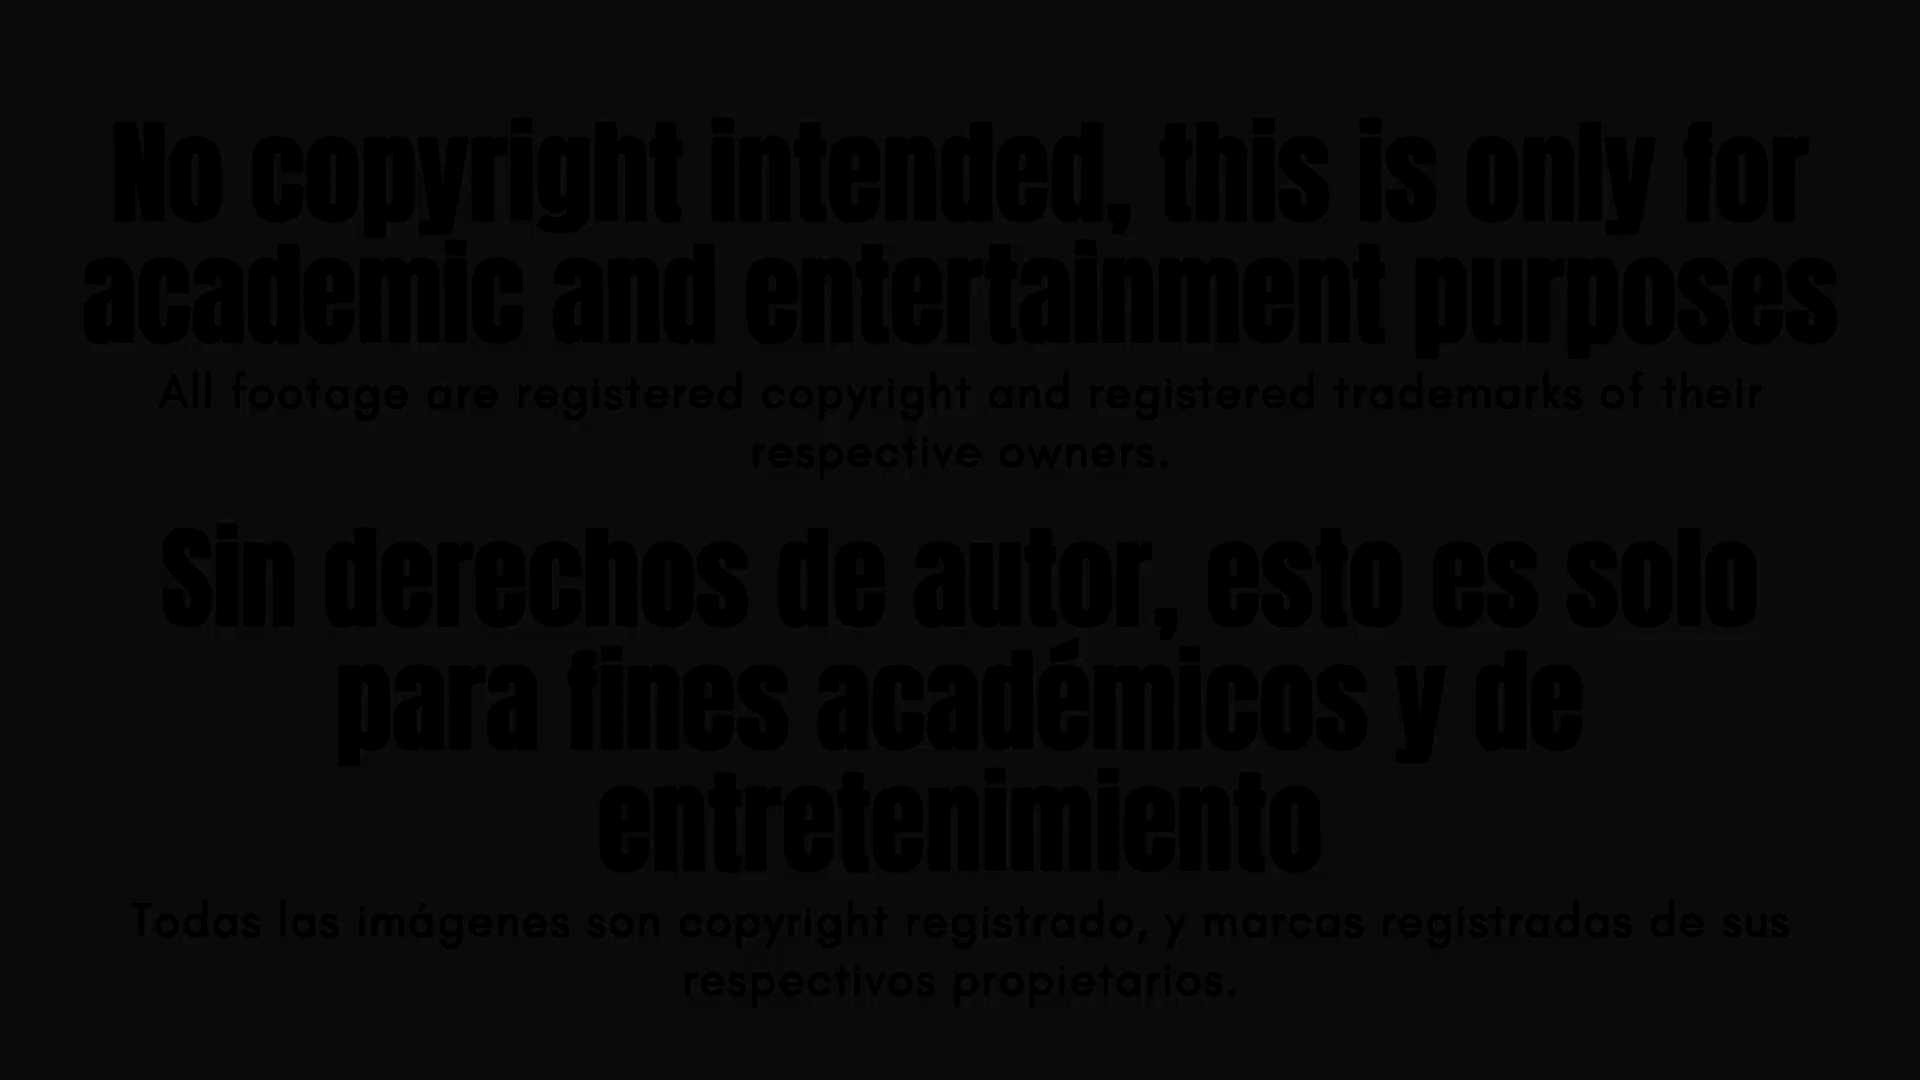 No copyright intended, this is only for
academic and entertainment purposes
All footage are registered copyright and registered trademarks of their
respective owners.
Sin derechos de autor, esto es solo
para fines académicos y de
entretenimiento
Todas las imágenes son copyright registrado, y marcas registradas de sus
respectivos propietarios.